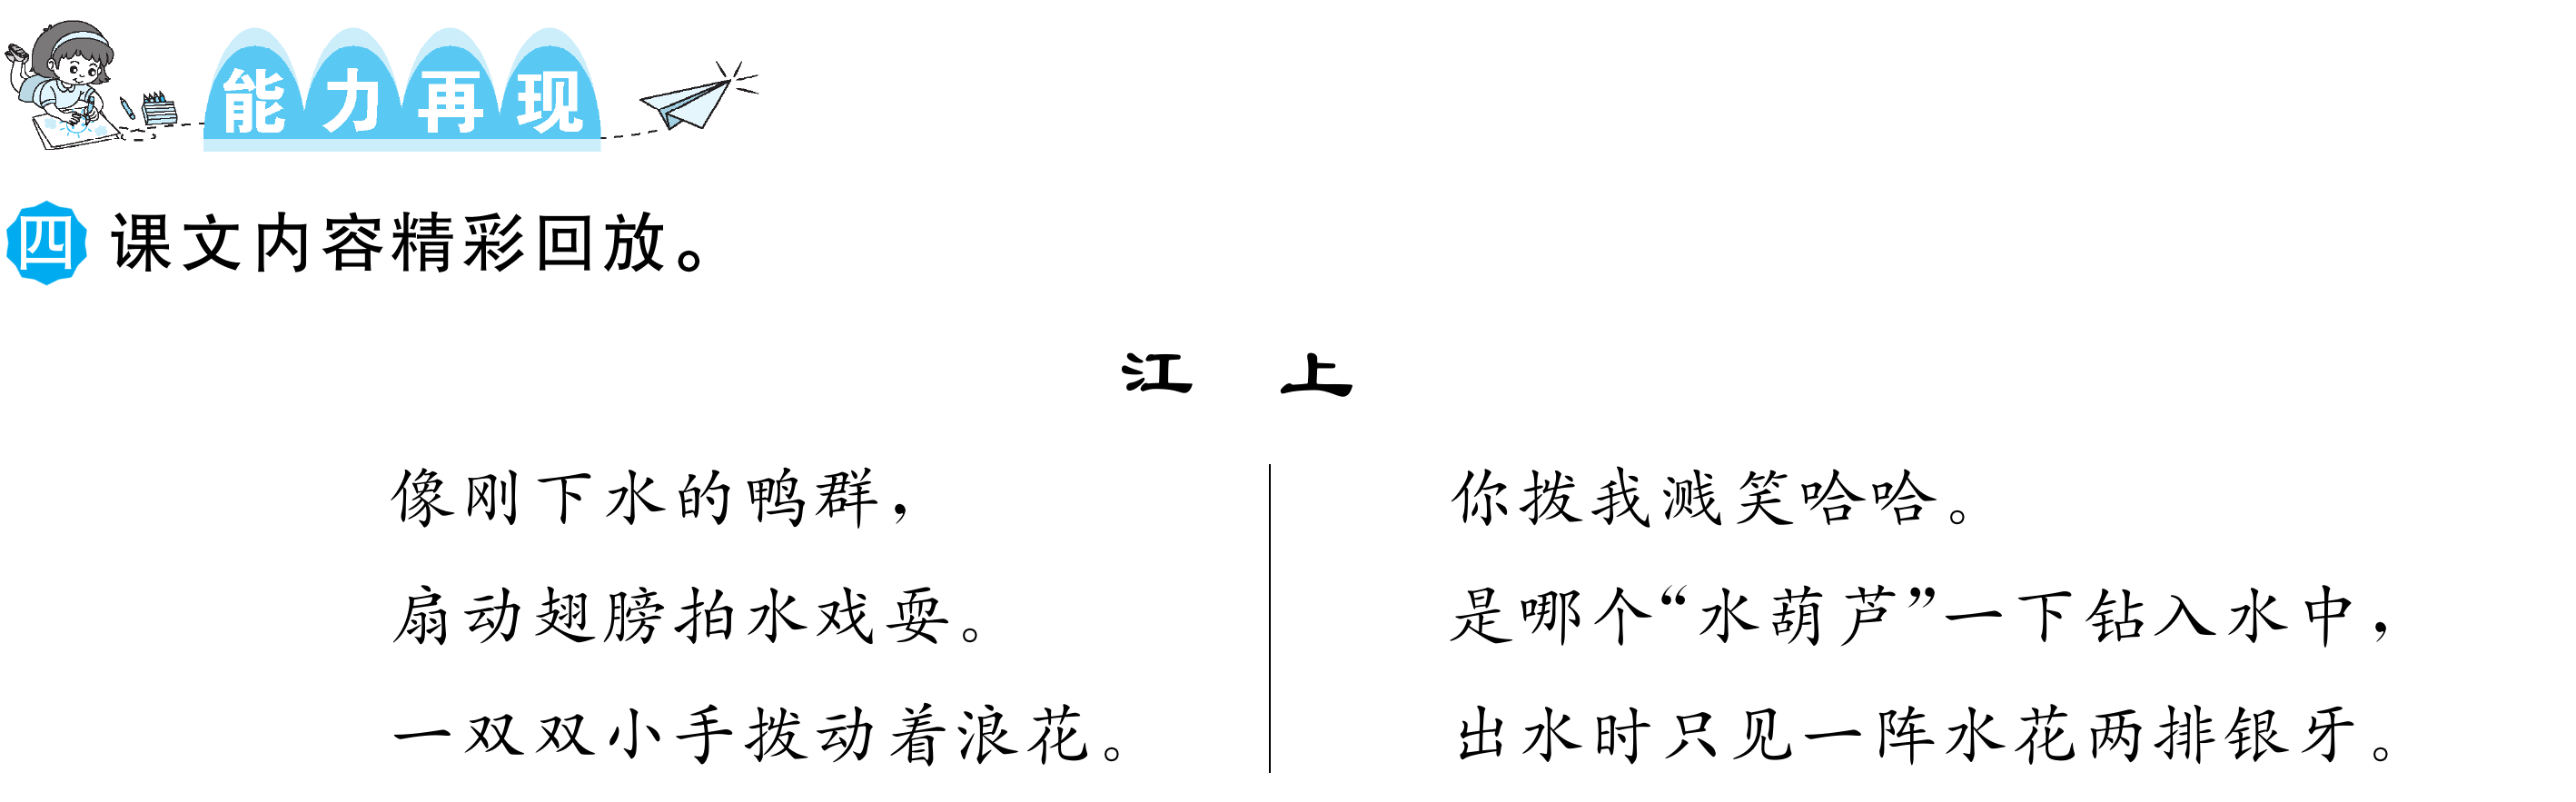 能力再现
四 课文内容精彩回放。
江 上
像刚下水的鸭群，
扇动翅膀拍水戏耍。
一双双小手拨动着浪花。
你拨我溅笑哈哈。
是哪个“水葫芦”一下钻入水中，
出水时只见一阵水花两排银牙。